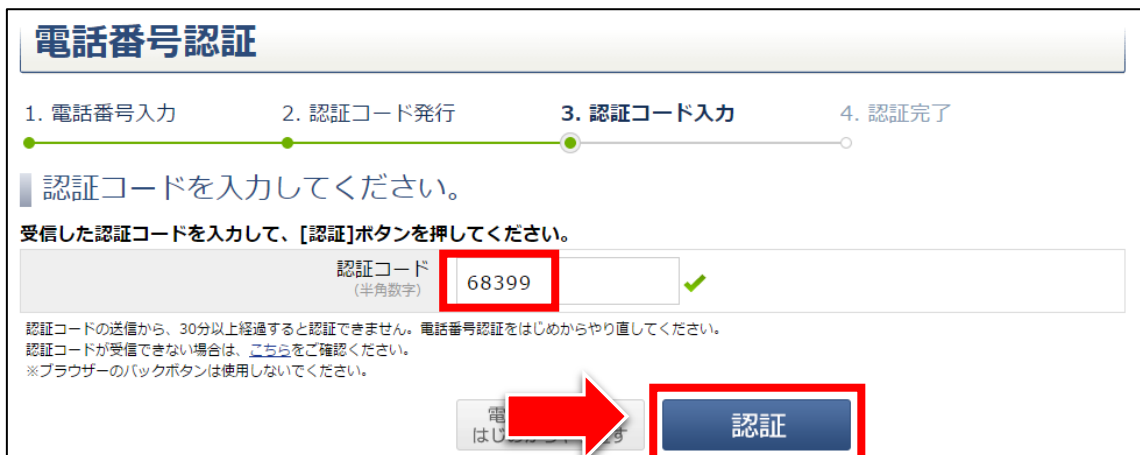 電話番号認証
1. 電話番号入力 2. 認証コード発行 3. 認証コード入力 4. 認証完了
認証コードを入力してください。
受信した認証コードを入力して、[認証]ボタンを押してください。
認証コード
（半角数字）
68399
認証コードの送信から、30分以上経過すると認証できません。電話番号認証をはじめからやり直してください。
認証コードが受信できない場合は、こちらをご確認ください。
※ブラウザーのバックボタンは使用しないでください。
認証